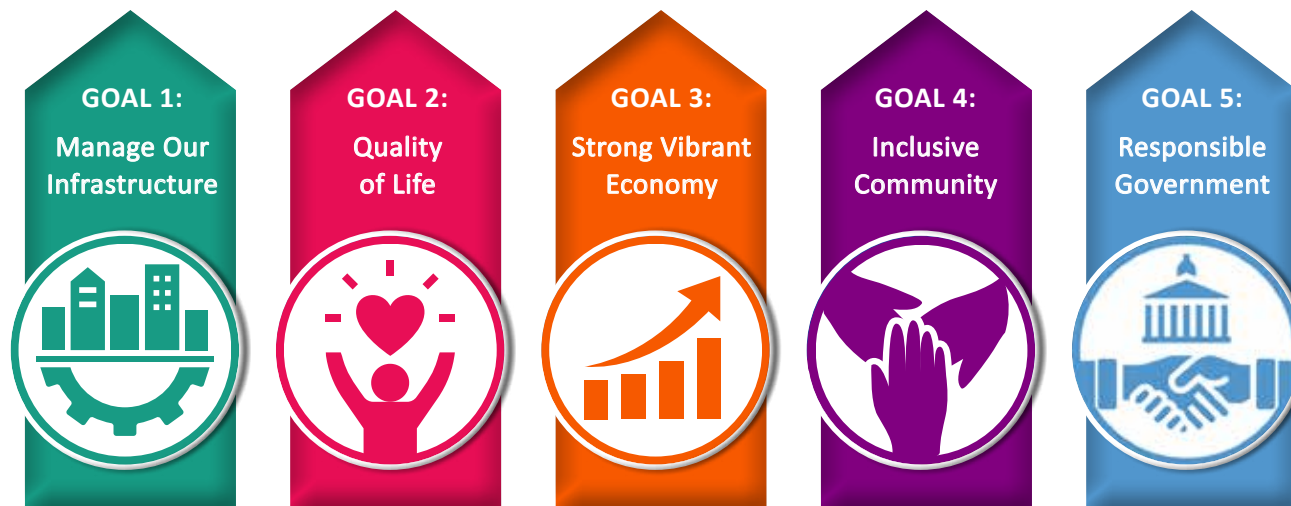 GOAL 1:
Manage Our
Infrastructure
GOAL 2:
Quality
of Life
GOAL 3:
Strong Vibrant
Economy
GOAL 4:
Inclusive
Community
GOAL 5:
Responsible
Government